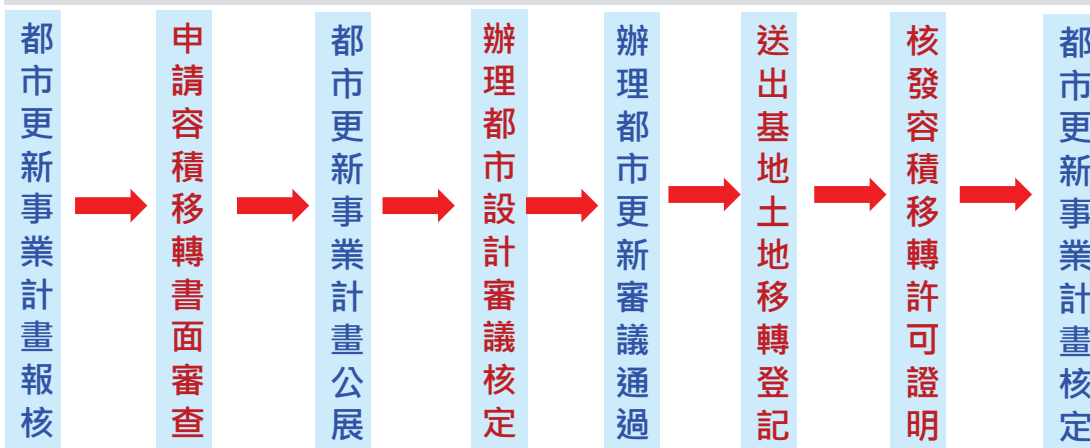 都市更新事業計畫報核
申請容積移轉書面審查
都市更新事業計畫公展
辦理都市設計審議核定
辦理都市更新審議通過
送出基地土地移轉登記
核發容積移轉許可證明
都市更新事業計畫核定